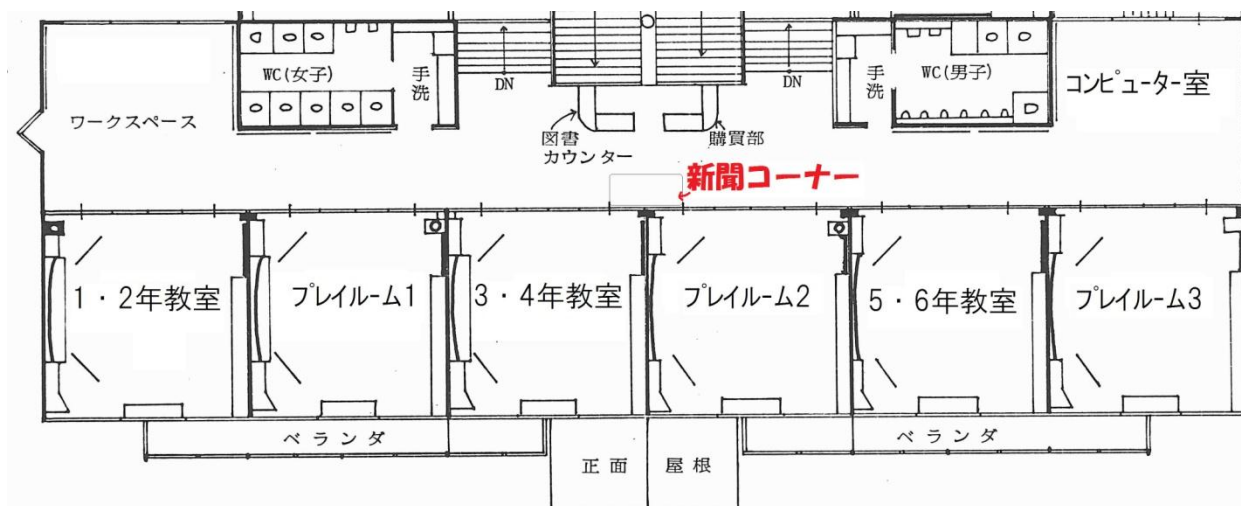 WC(女子)
手洗
DN
DN
手洗
WC(男子)
コンピューター室
ワークスペース
図書
カウンター
購買部
新聞コーナー
1・2年教室
プレイルーム1
3・4年教室
プレイルーム2
5・6年教室
プレイルーム3
ベランダ
ベランダ
正面
屋根